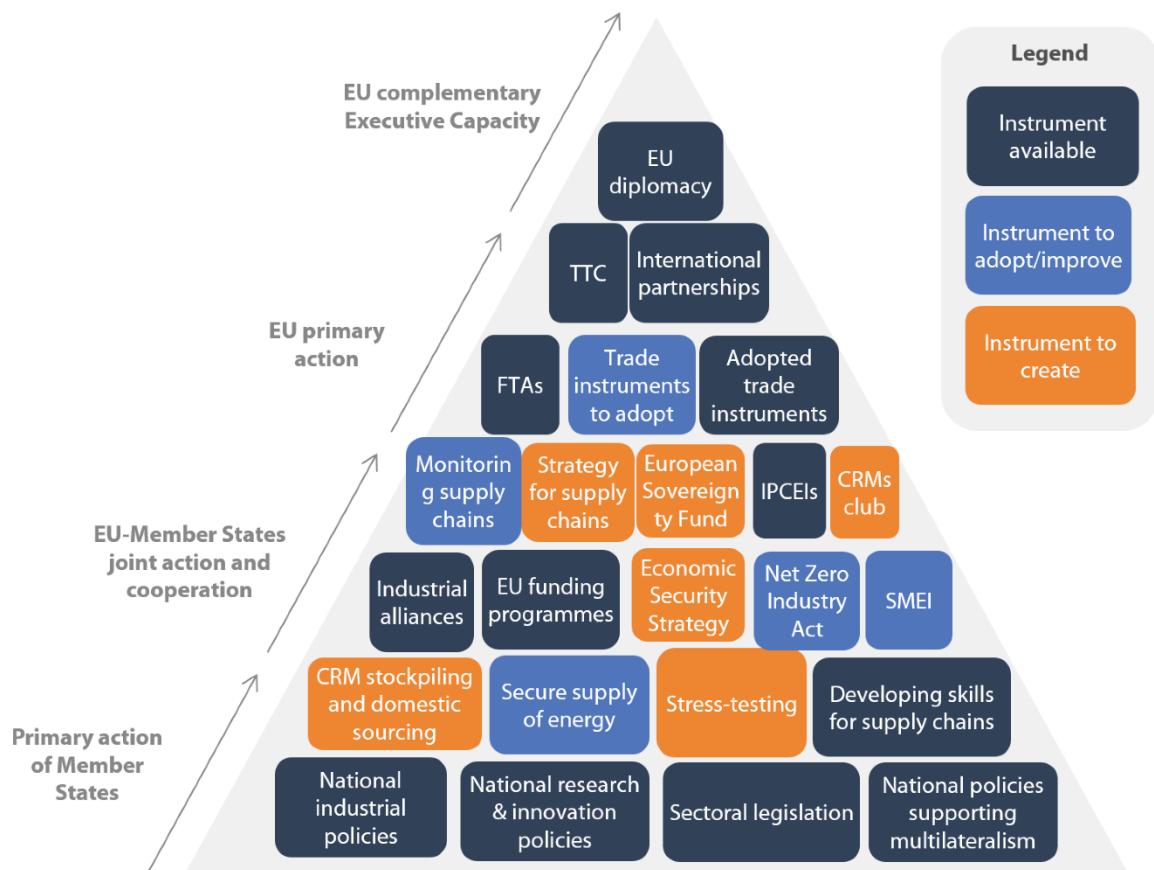 Legend
Instrument
available
Instrument to
adopt/improve
Instrument to
create
EU complementary
Executive Capacity
EU primary
action
EU-Member States
joint action and
cooperation
Primary action
of Member
States
EU
diplomacy
TTC
International
partnerships
FTAs
Trade
instruments
to adopt
Adopted
trade
instruments
Monitorin
g supply
chains
Strategy
for supply
chains
European
Sovereign
ty Fund
IPCEIs
CRMs
club
Industrial
alliances
EU funding
programmes
Economic
Security
Strategy
Net Zero
Industry
Act
SMEI
CRM stockpiling
and domestic
sourcing
Secure supply
of energy
Stress-testing
Developing skills
for supply chains
National
industrial
policies
National research
& innovation
policies
Sectoral legislation
National policies
supporting
multilateralism